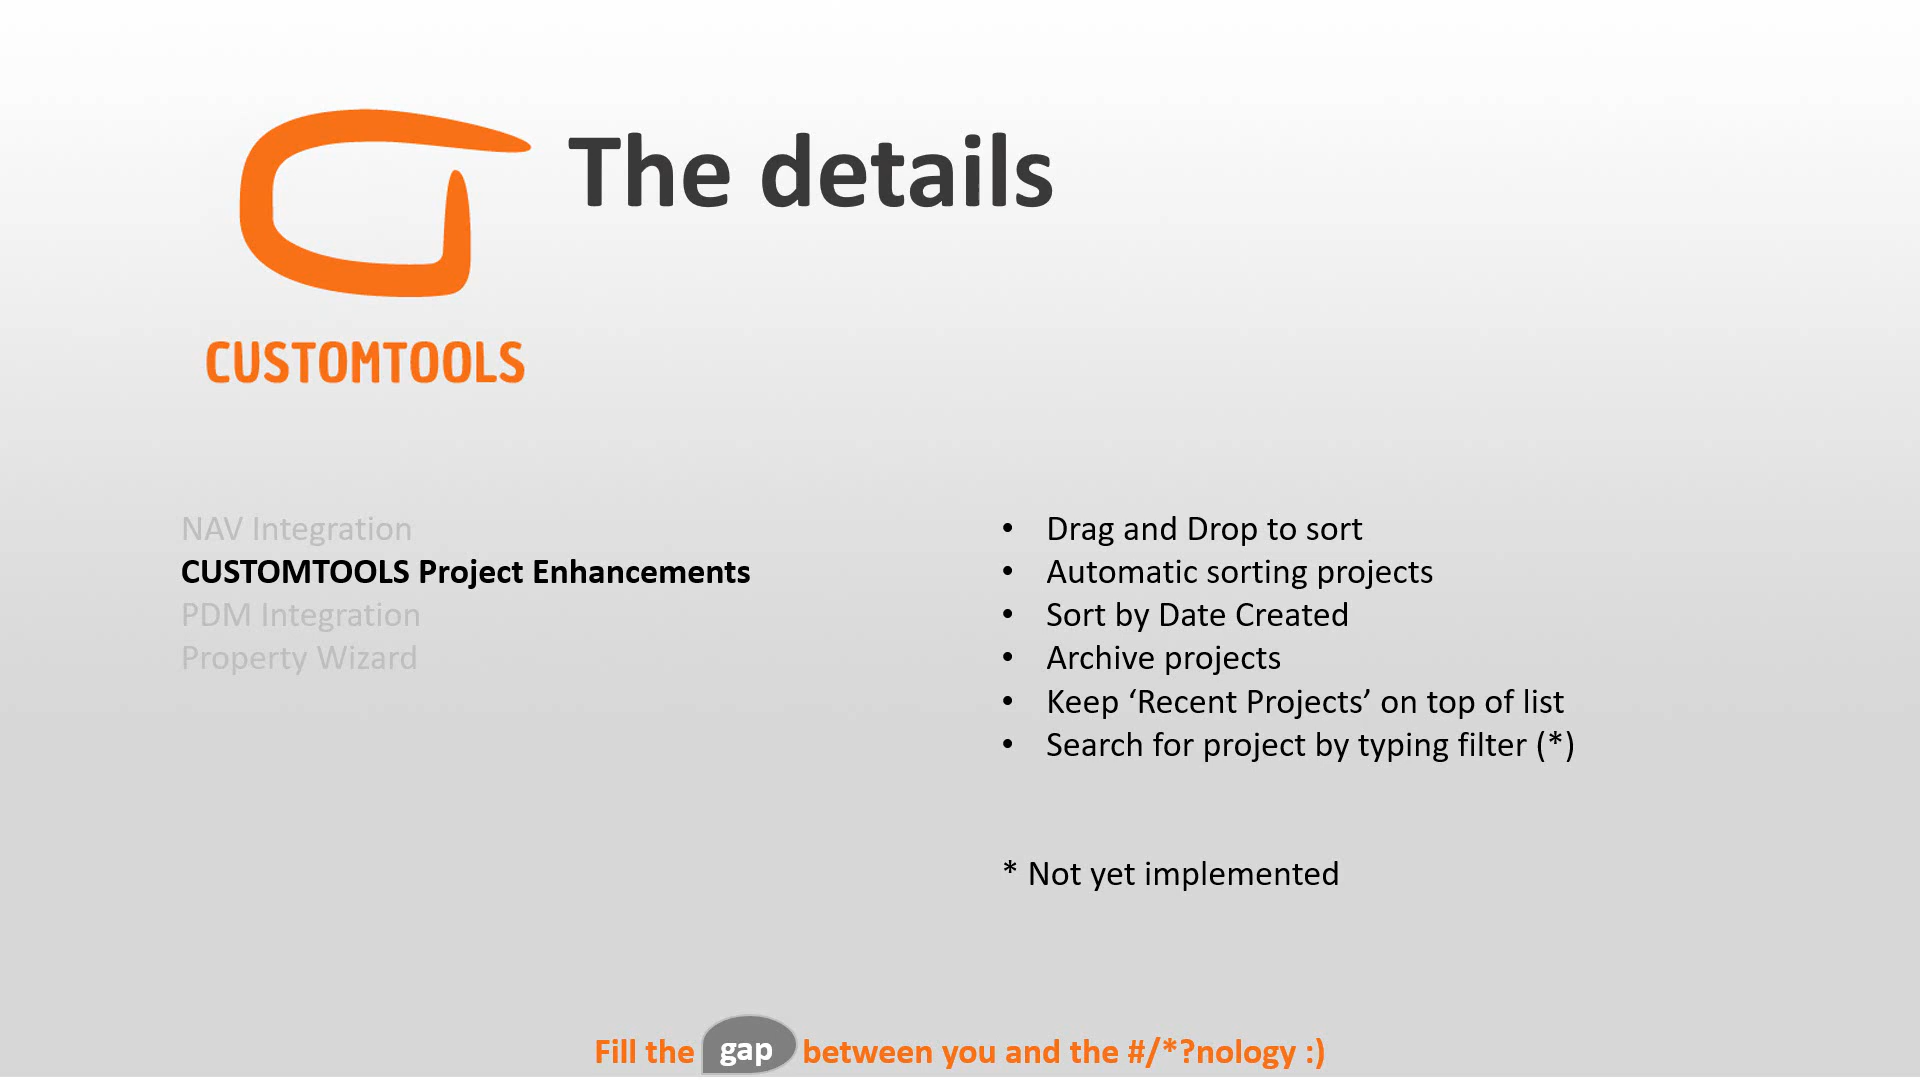 The details
CUSTOMTOOLS
NAV Integration
CUSTOMTOOLS Project Enhancements
PDM Integration
Property Wizard
• Drag and Drop to sort
• Automatic sorting projects
• Sort by Date Created
• Archive projects
• Keep ‘Recent Projects’ on top of list
• Search for project by typing filter (*)
* Not yet implemented
Fill the gap between you and the #/*?nology :)